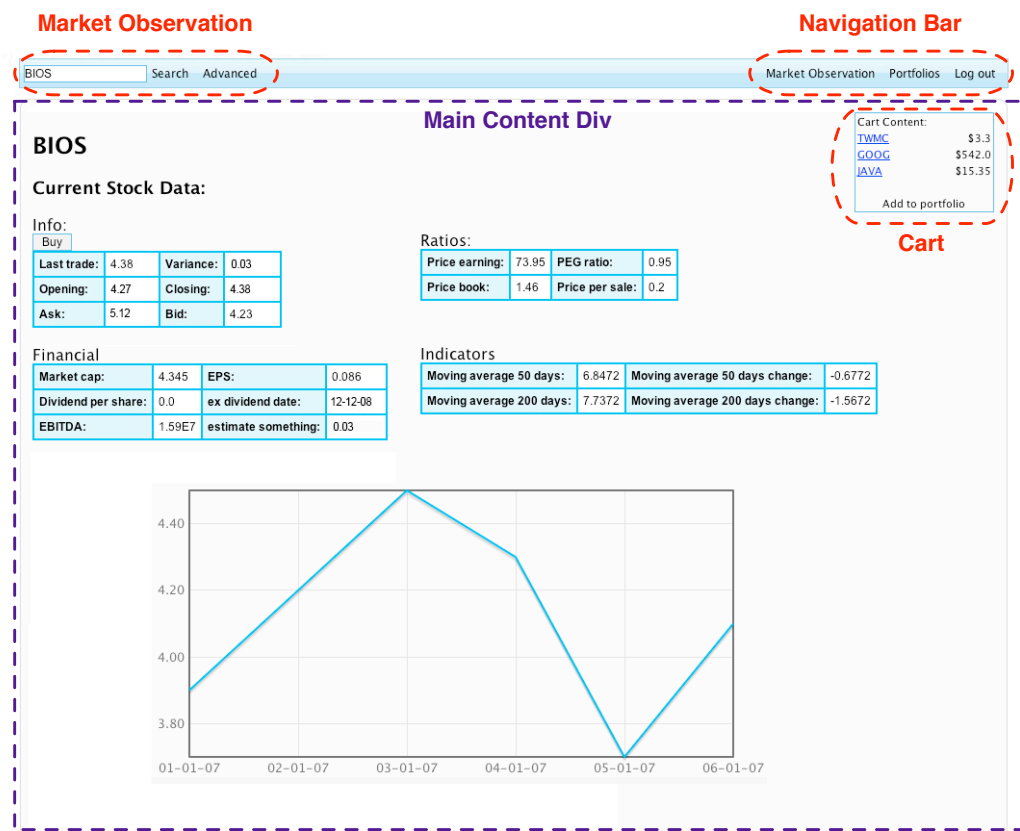 Market Observation
Navigation Bar
BIOS Search Advanced
Market Observation Portfolios Log out
Main Content Div
Cart Content:
TWMC $3.3
GOOG $542.0
JAVA $15.35
Add to portfolio
Cart
BIOS
Current Stock Data:
Info:
Buy
Last trade: 4.38 Variance: 0.03
Opening: 4.27 Closing: 4.38
Ask: 5.12 Bid: 4.23
Ratios:
Price earning: 73.95 PEG ratio: 0.95
Price book: 1.46 Price per sale: 0.2
Financial
Market cap: 4.345 EPS: 0.086
Dividend per share: 0.0 ex dividend date: 12-12-08
EBITDA: 1.59E7 estimate something: 0.03
Indicators
Moving average 50 days: 6.8472 Moving average 50 days change: -0.6772
Moving average 200 days: 7.7372 Moving average 200 days change: -1.5672
4.40
4.20
4.00
3.80
01-01-07 02-01-07 03-01-07 04-01-07 05-01-07 06-01-07